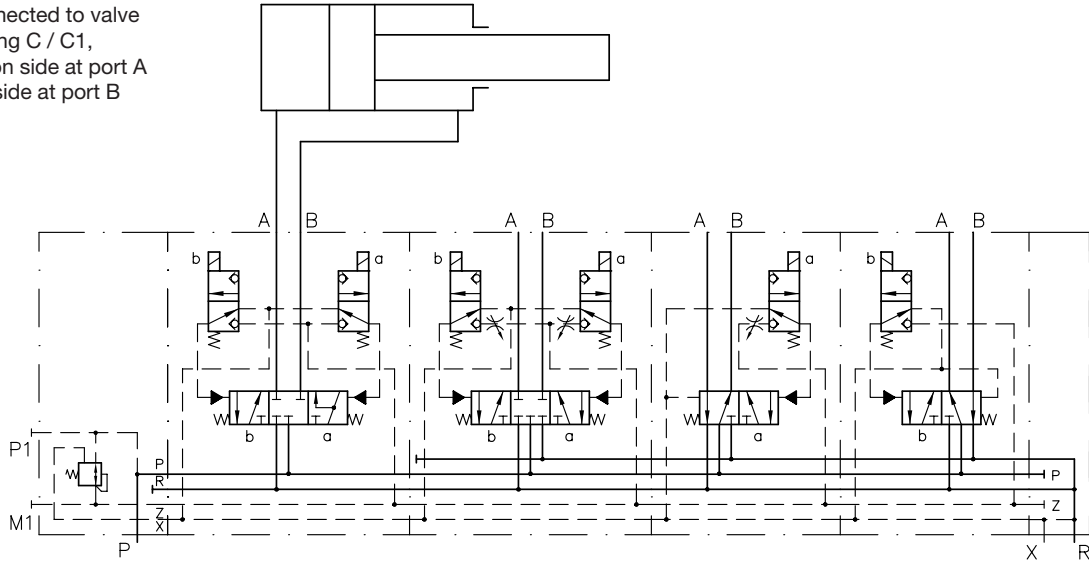 nected to valve
ng C / C1,
on side at port A
side at port B
A B A B A B A B
b a b a a b
b a b a a b
P1
P
R
P
M1
Z
X
Z
P X R